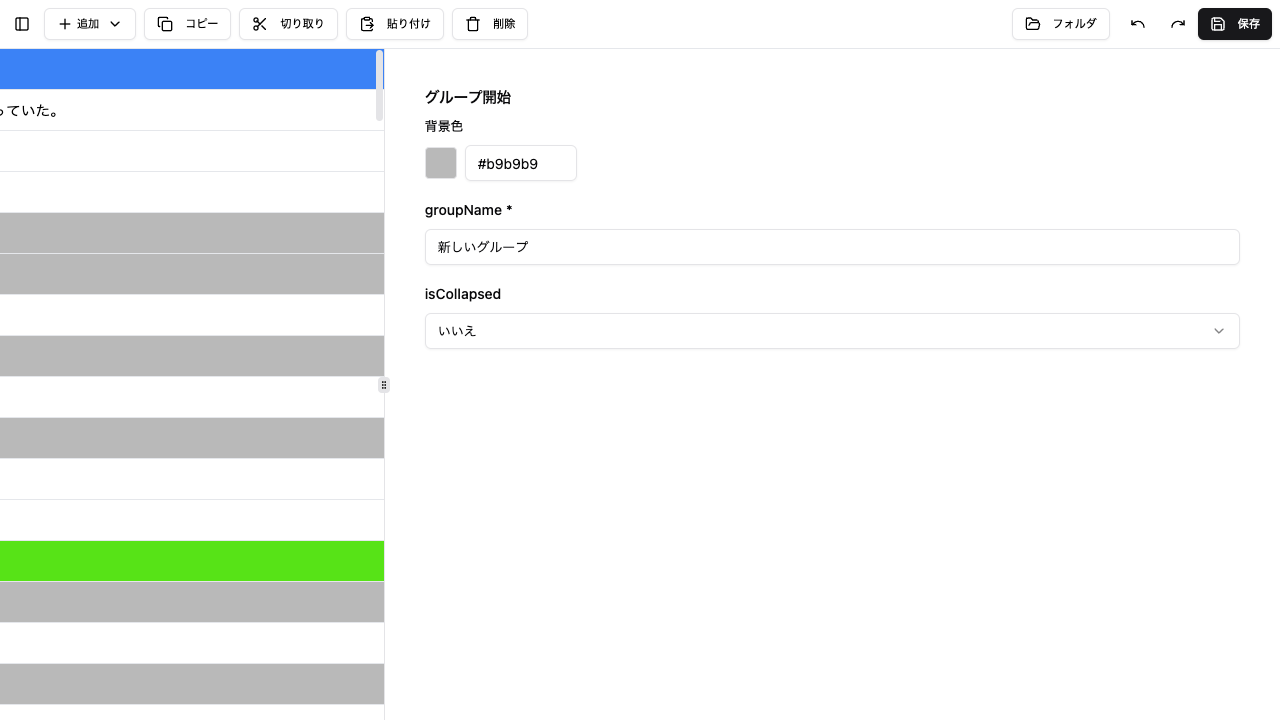 追加 コピー 切り取り 貼り付け 削除 フォルダ 保存
っていた。
グループ開始
背景色
#b9b9b9
groupName *
新しいグループ
isCollapsed
いいえ